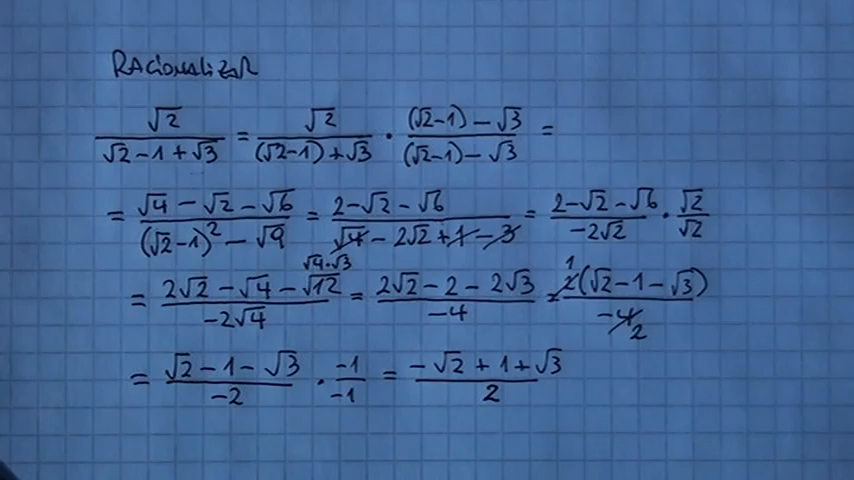 RAcionalizar
√2/(√2-1+√3) = √2/((√2-1)+√3) · ((√2-1)-√3)/((√2-1)-√3) =
= (√4-√2-√6)/((√2-1)²-√9) = (2-√2-√6)/(√4-2√2+1-3) = (2-√2-√6)/(-2√2) · √2/√2
√4·√3
= (2√2-√4-√12)/(-2√4) = (2√2-2-2√3)/(-4) = 1 2(√2-1-√3)/(-4 2)
= (√2-1-√3)/(-2) · -1/-1 = (-√2+1+√3)/2